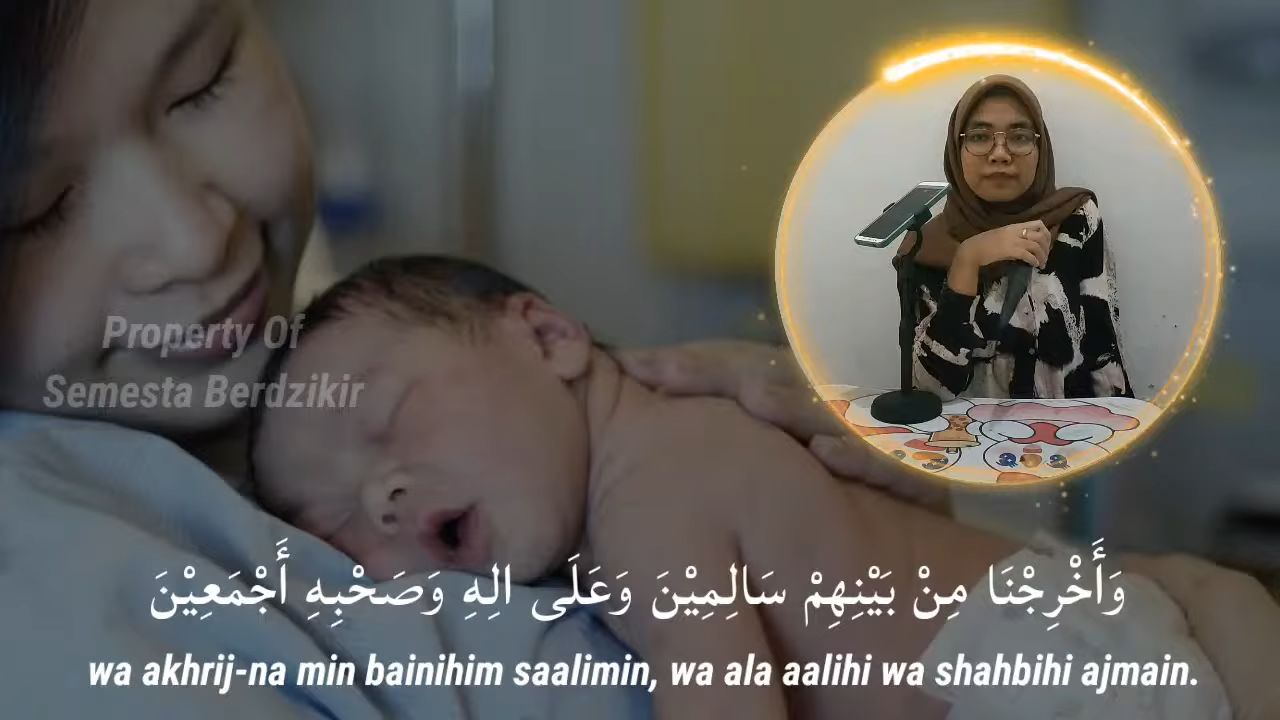 Property Of
Semesta Berdzikir
وَأَخْرِجْنَا مِنْ بَيْنِهِمْ سَالِمِيْنَ وَعَلَى الِهِ وَصَحْبِهِ أَجْمَعِيْنَ
wa akhrij-na min bainihim saalimin, wa ala aalihi wa shahbihi ajmain.